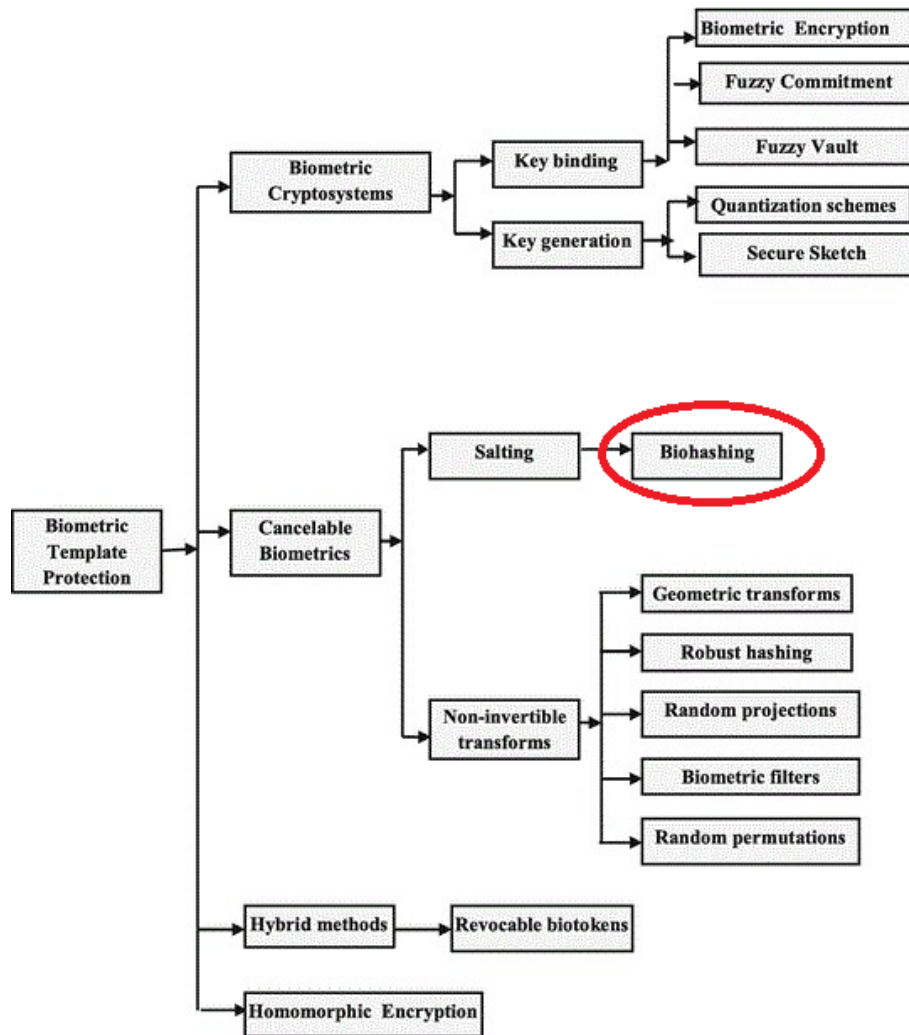 Biometric Encryption
Fuzzy Commitment
Fuzzy Vault
Biometric
Cryptosystems
Key binding
Quantization schemes
Key generation
Secure Sketch
Salting
Biohashing
Biometric
Template
Protection
Cancelable
Biometrics
Geometric transforms
Robust hashing
Non-invertible
transforms
Random projections
Biometric filters
Random permutations
Hybrid methods
Revocable biotokens
Homomorphic Encryption